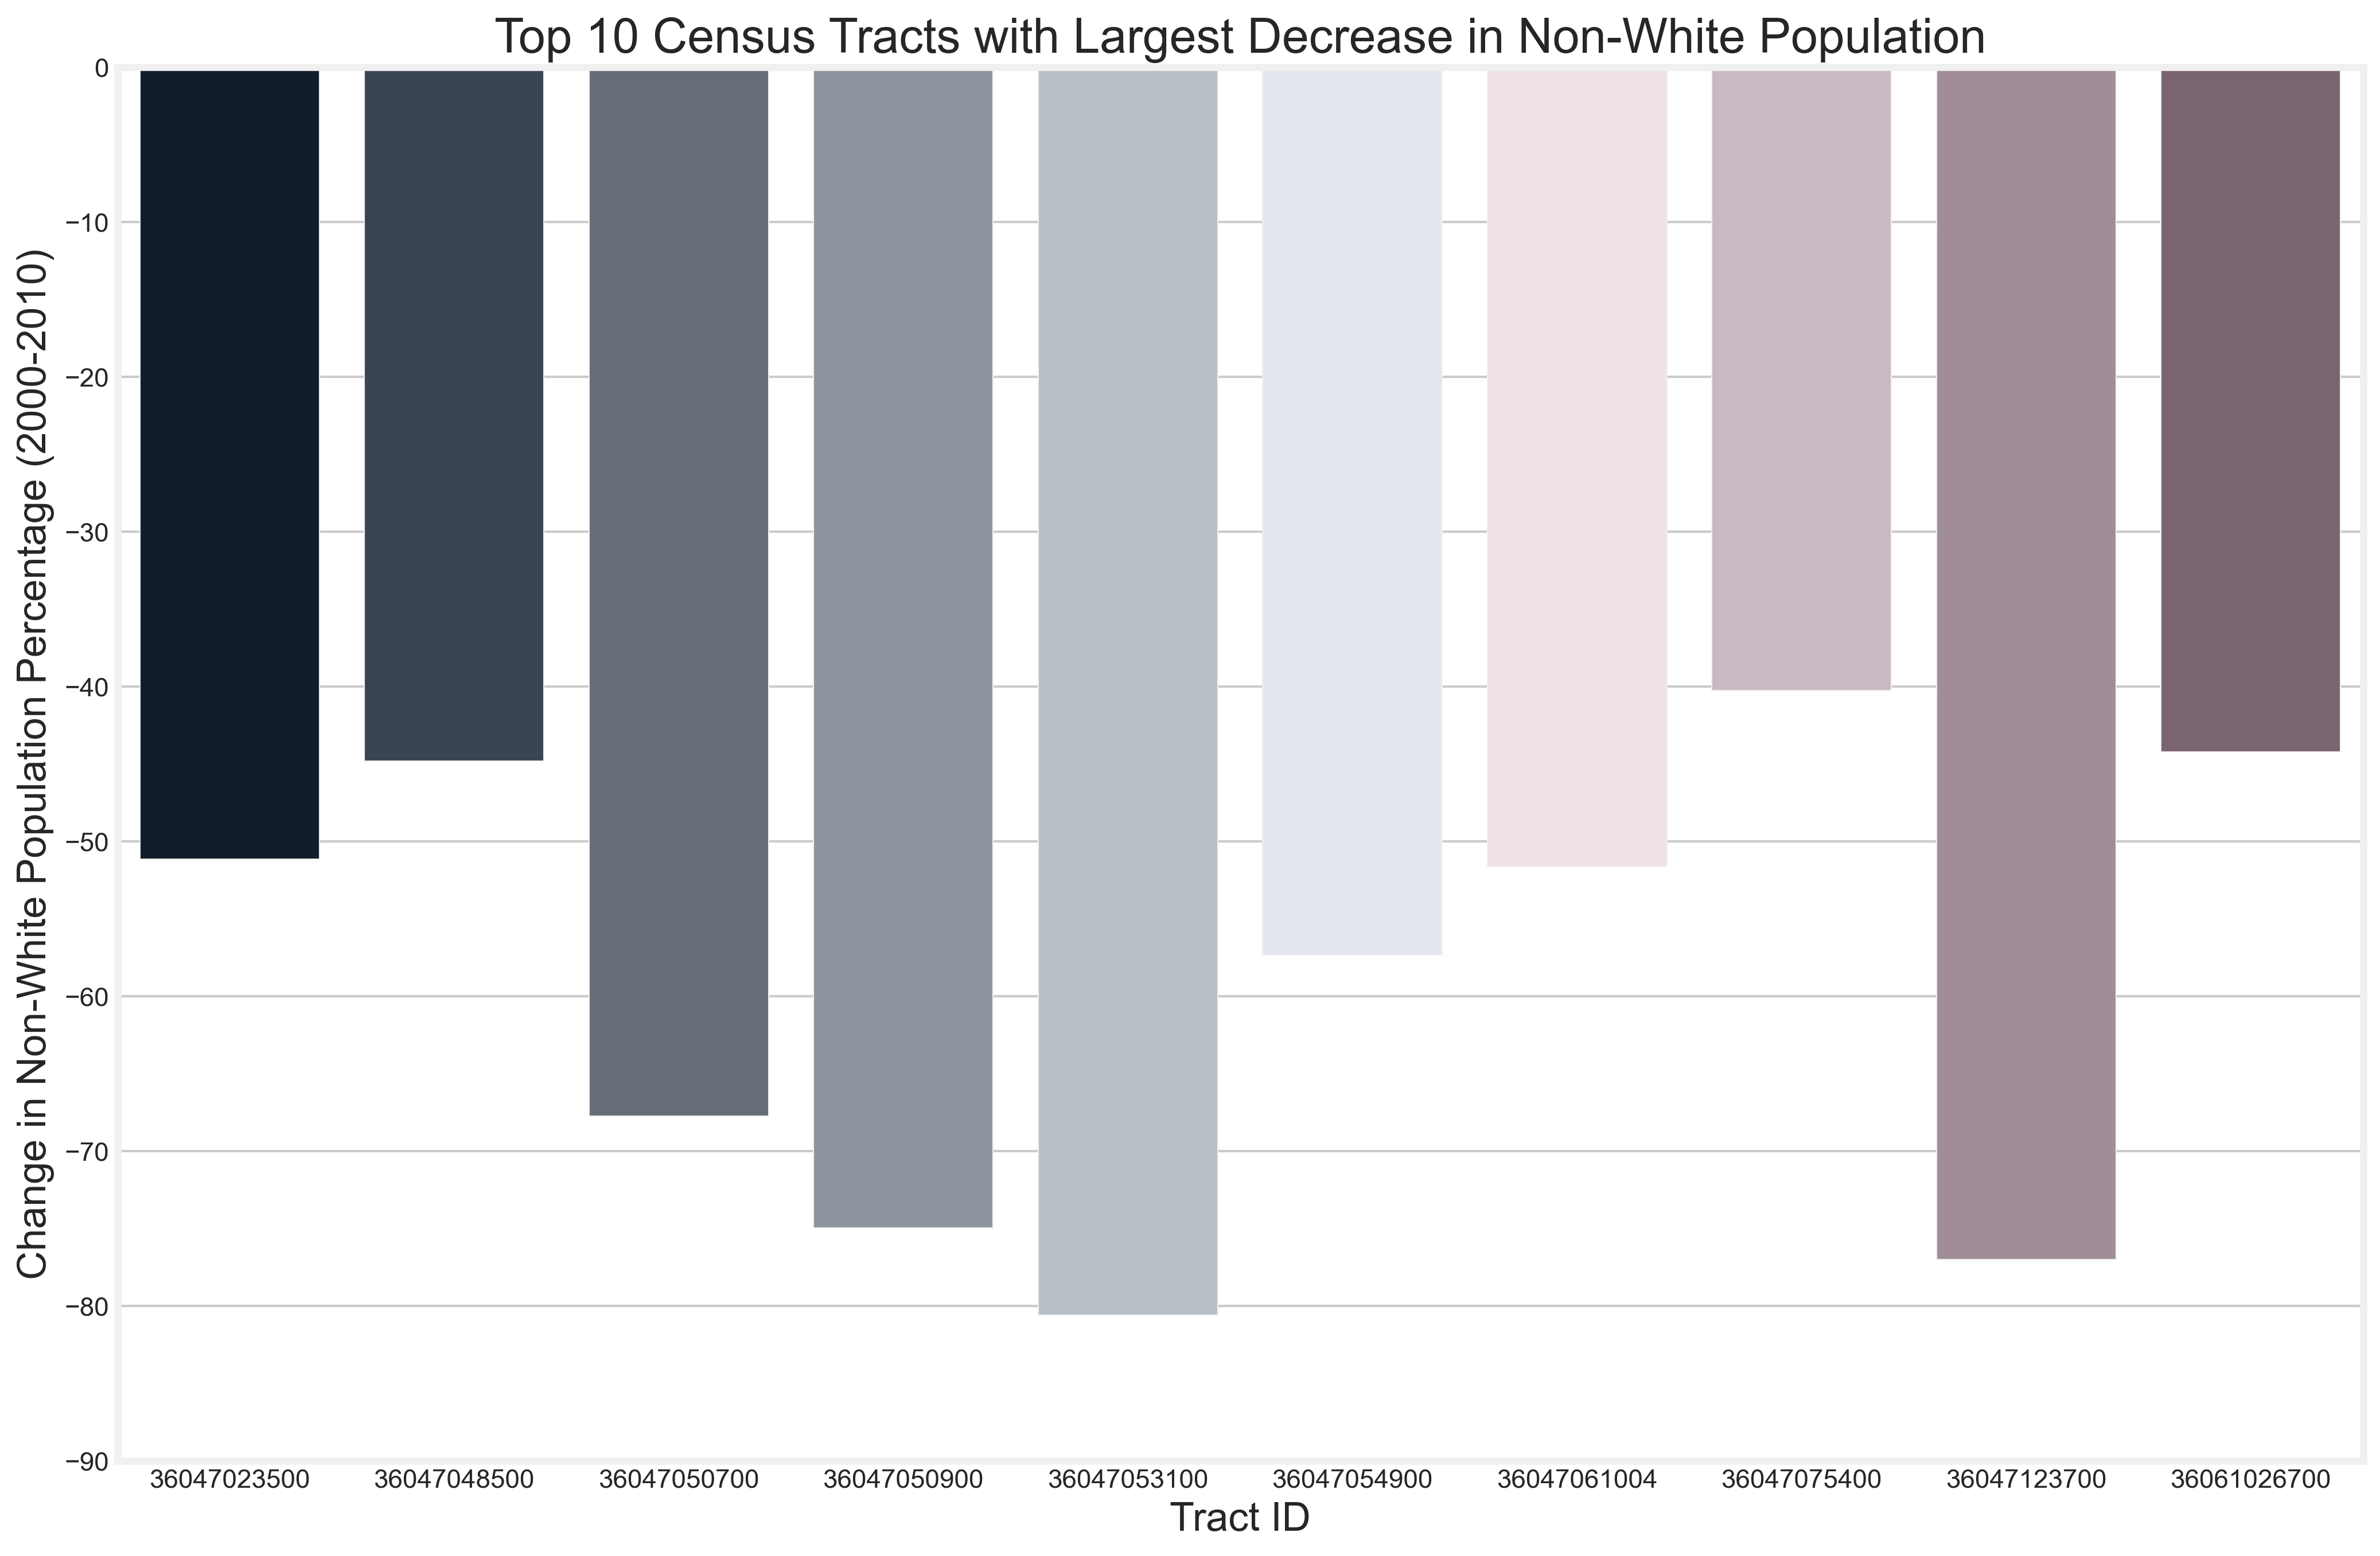 Top 10 Census Tracts with Largest Decrease in Non-White Population
Change in Non-White Population Percentage (2000-2010)
0
−10
−20
−30
−40
−50
−60
−70
−80
−90
36047023500 36047048500 36047050700 36047050900 36047053100 36047054900 36047061004 36047075400 36047123700 36061026700
Tract ID